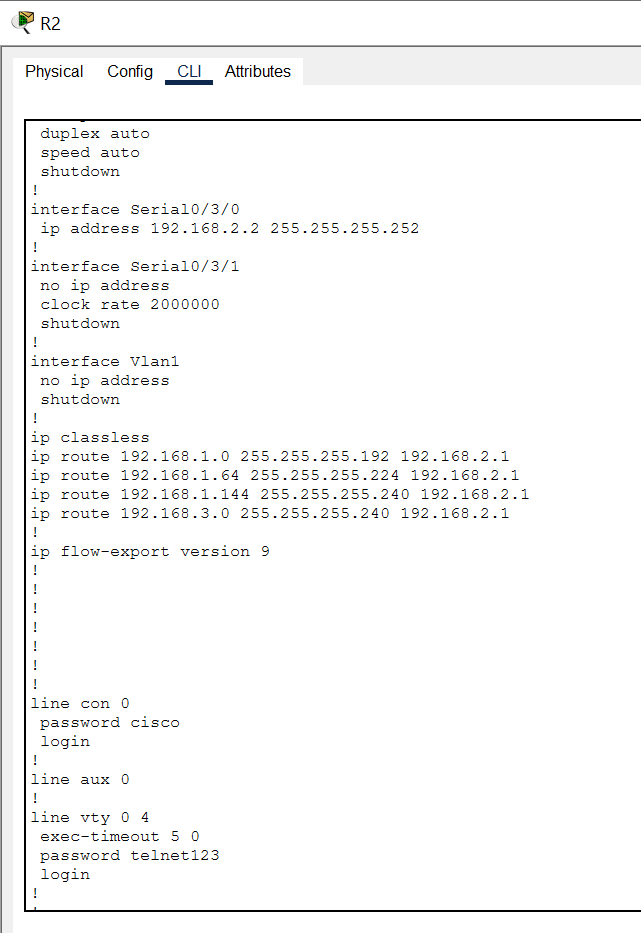 R2
Physical Config CLI Attributes
duplex auto
speed auto
shutdown
!
interface Serial0/3/0
ip address 192.168.2.2 255.255.255.252
!
interface Serial0/3/1
no ip address
clock rate 2000000
shutdown
!
interface Vlan1
no ip address
shutdown
!
ip classless
ip route 192.168.1.0 255.255.255.192 192.168.2.1
ip route 192.168.1.64 255.255.255.224 192.168.2.1
ip route 192.168.1.144 255.255.255.240 192.168.2.1
ip route 192.168.3.0 255.255.255.240 192.168.2.1
!
ip flow-export version 9
!
!
!
!
!
!
!
line con 0
password cisco
login
!
line aux 0
!
line vty 0 4
exec-timeout 5 0
password telnet123
login
!